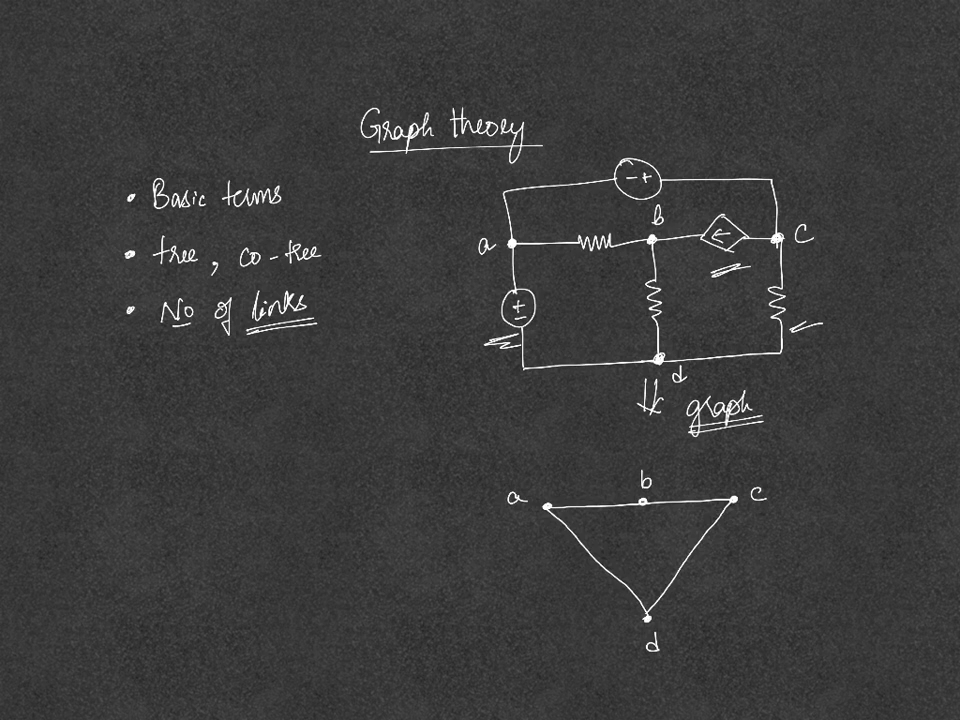 Graph theory
• Basic terms
• tree, co-tree
• No of links
- +
b
a
c
←
±
d
⇓ graph
a
b
c
d